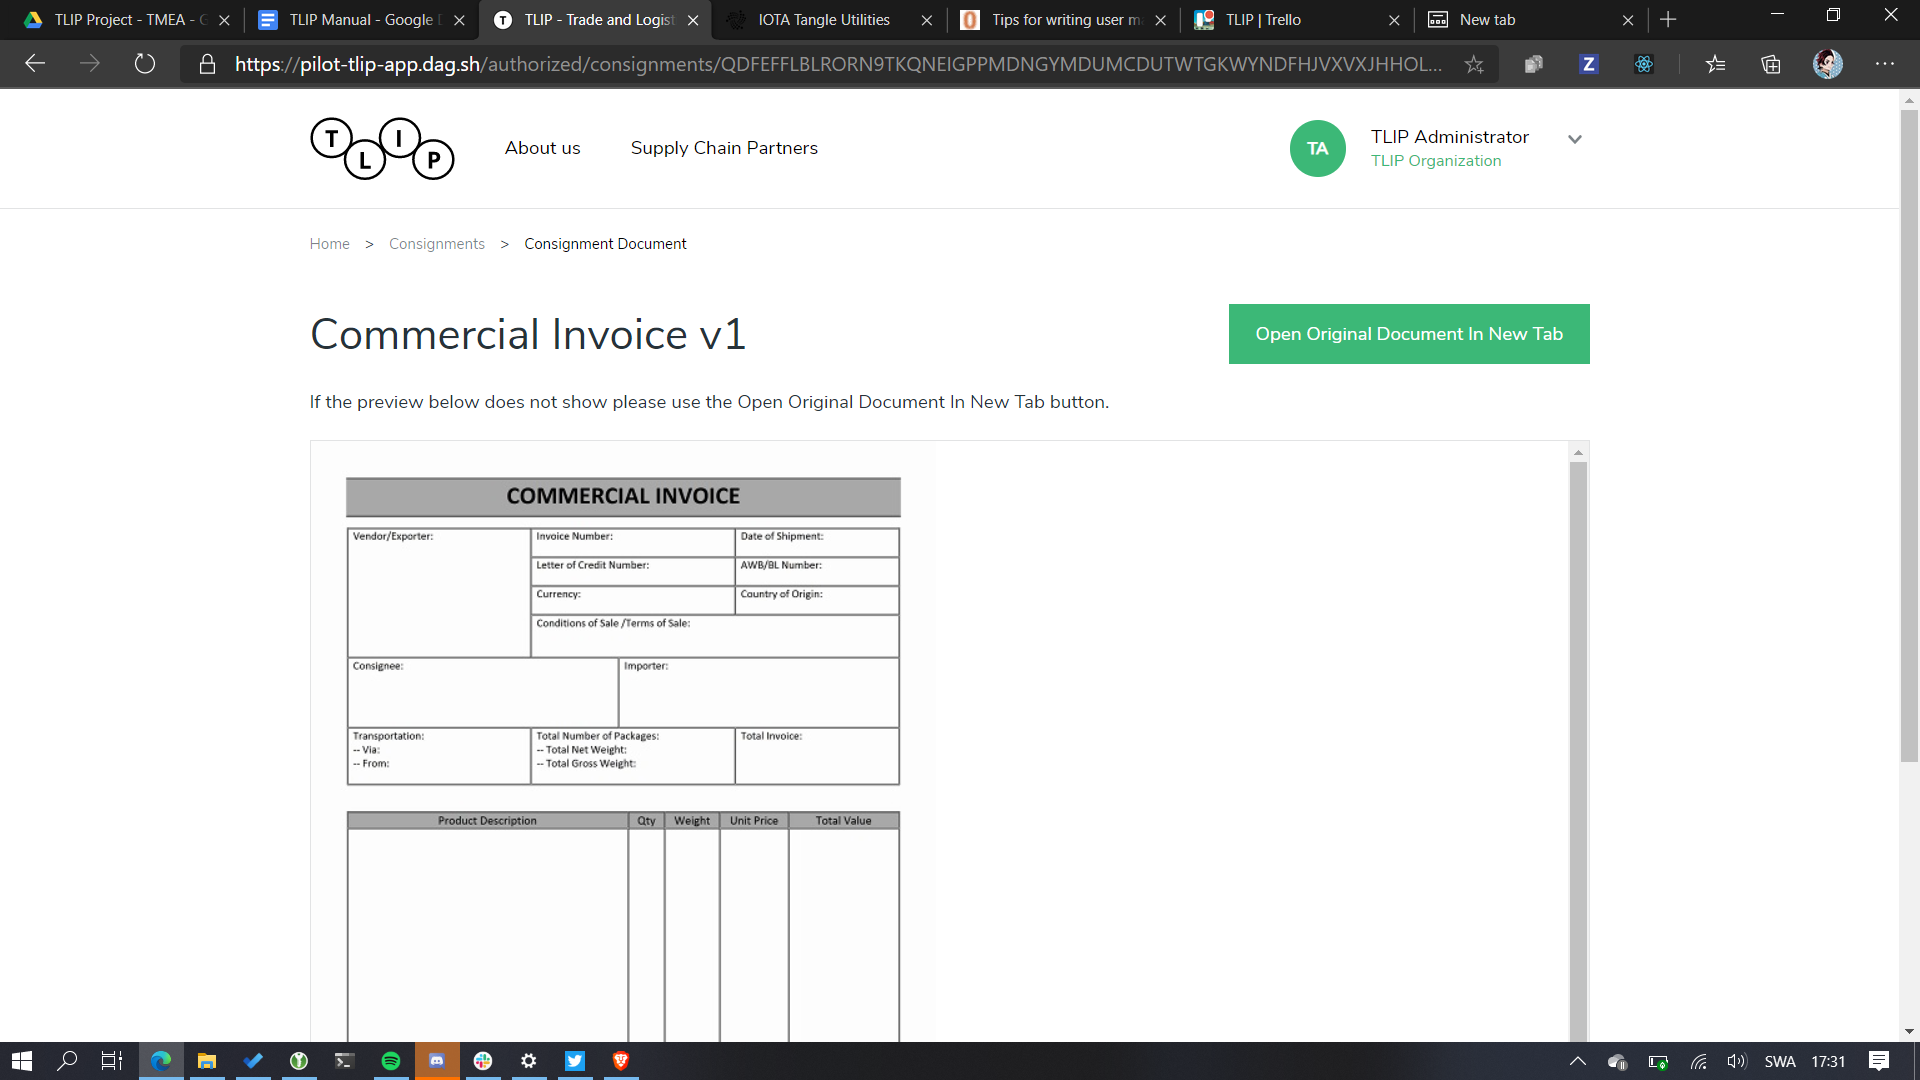 TLIP Project - TMEA - G
TLIP Manual - Google D
TLIP - Trade and Logist
IOTA Tangle Utilities
Tips for writing user ma
TLIP | Trello
New tab
https://pilot-tlip-app.dag.sh/authorized/consignments/QDFEFFLBLRORN9TKQNEIGPPMDNGYMDUMCDUTWTGKWYNDFHJVXVXJHHOL...
T L I P
About us
Supply Chain Partners
TA
TLIP Administrator
TLIP Organization
Home > Consignments > Consignment Document
Commercial Invoice v1
Open Original Document In New Tab
If the preview below does not show please use the Open Original Document In New Tab button.
COMMERCIAL INVOICE
Vendor/Exporter:
Invoice Number:
Date of Shipment:
Letter of Credit Number:
AWB/BL Number:
Currency:
Country of Origin:
Conditions of Sale /Terms of Sale:
Consignee:
Importer:
Transportation:
-- Via:
-- From:
Total Number of Packages:
-- Total Net Weight:
-- Total Gross Weight:
Total Invoice:
Product Description
Qty
Weight
Unit Price
Total Value
SWA
17:31